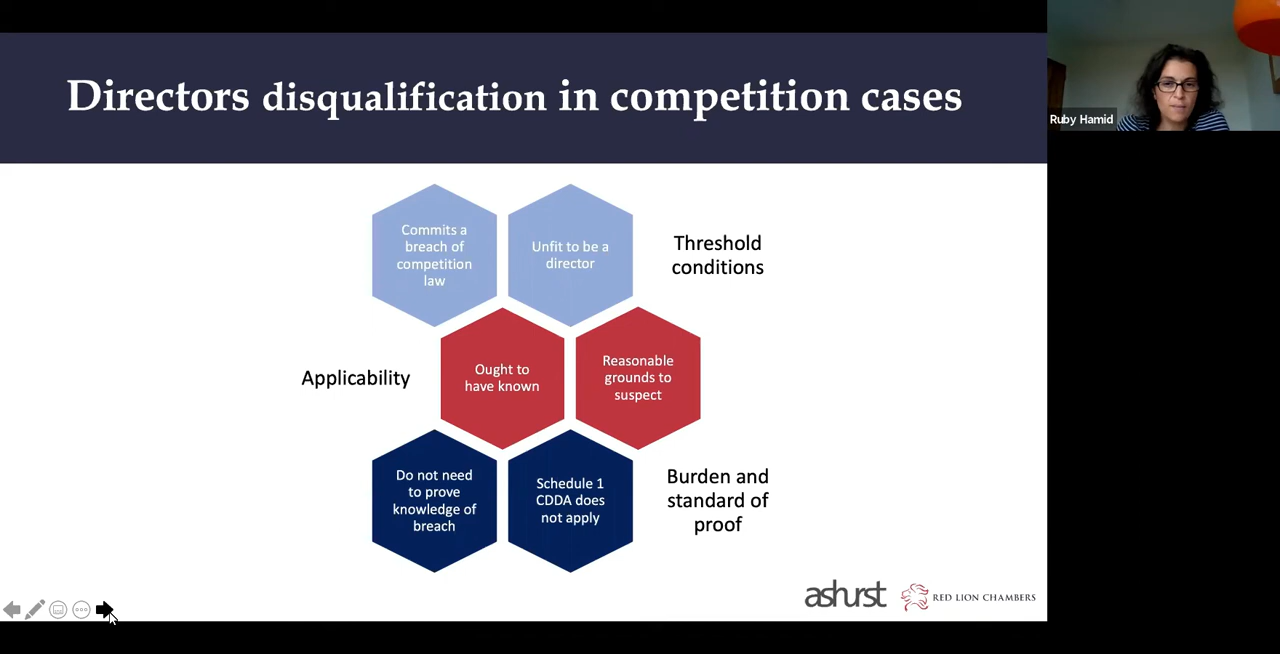 Directors disqualification in competition cases
Ruby Hamid
Commits a
breach of
competition
law
Unfit to be a
director
Threshold
conditions
Applicability
Ought to
have known
Reasonable
grounds to
suspect
Do not need
to prove
knowledge of
breach
Schedule 1
CDDA does
not apply
Burden and
standard of
proof
ashurst
RED LION CHAMBERS